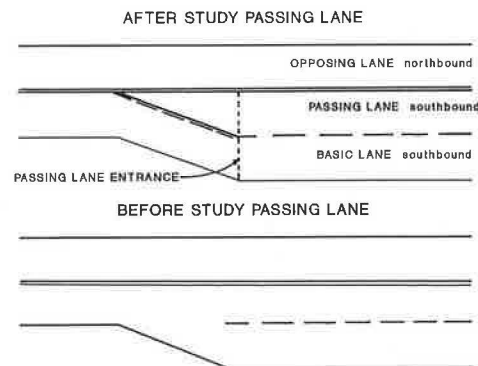 AFTER STUDY PASSING LANE
OPPOSING LANE northbound
PASSING LANE southbound
BASIC LANE southbound
PASSING LANE ENTRANCE
BEFORE STUDY PASSING LANE